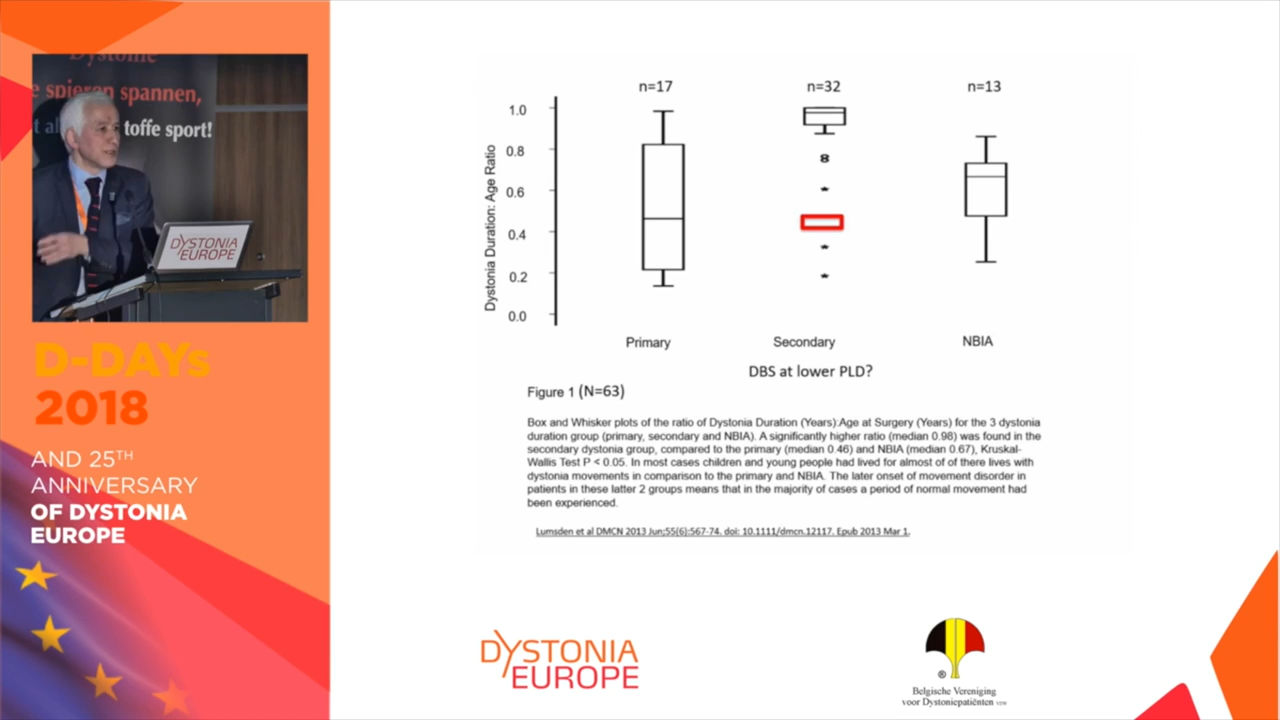 Dystonie
e spieren spannen,
t al
toffe sport!
DYSTONIA
EUROPE
D-DAYs
2018
AND 25TH
ANNIVERSARY
OF DYSTONIA
EUROPE
n=17
n=32
n=13
Dystonia Duration: Age Ratio
1.0
0.8
0.6
0.4
0.2
0.0
8
Primary
Secondary
NBIA
DBS at lower PLD?
Figure 1 (N=63)
Box and Whisker plots of the ratio of Dystonia Duration (Years):Age at Surgery (Years) for the 3 dystonia
duration group (primary, secondary and NBIA). A significantly higher ratio (median 0.98) was found in the
secondary dystonia group, compared to the primary (median 0.46) and NBIA (median 0.67), Kruskal-
Wallis Test P < 0.05. In most cases children and young people had lived for almost of of there lives with
dystonia movements in comparison to the primary and NBIA. The later onset of movement disorder in
patients in these latter 2 groups means that in the majority of cases a period of normal movement had
been experienced.
Lumsden et al DMCN 2013 Jun;55(6):567-74. doi: 10.1111/dmcn.12117. Epub 2013 Mar 1.
DYSTONIA
EUROPE
®
Belgische Vereniging
voor Dystoniepatiënten vzw